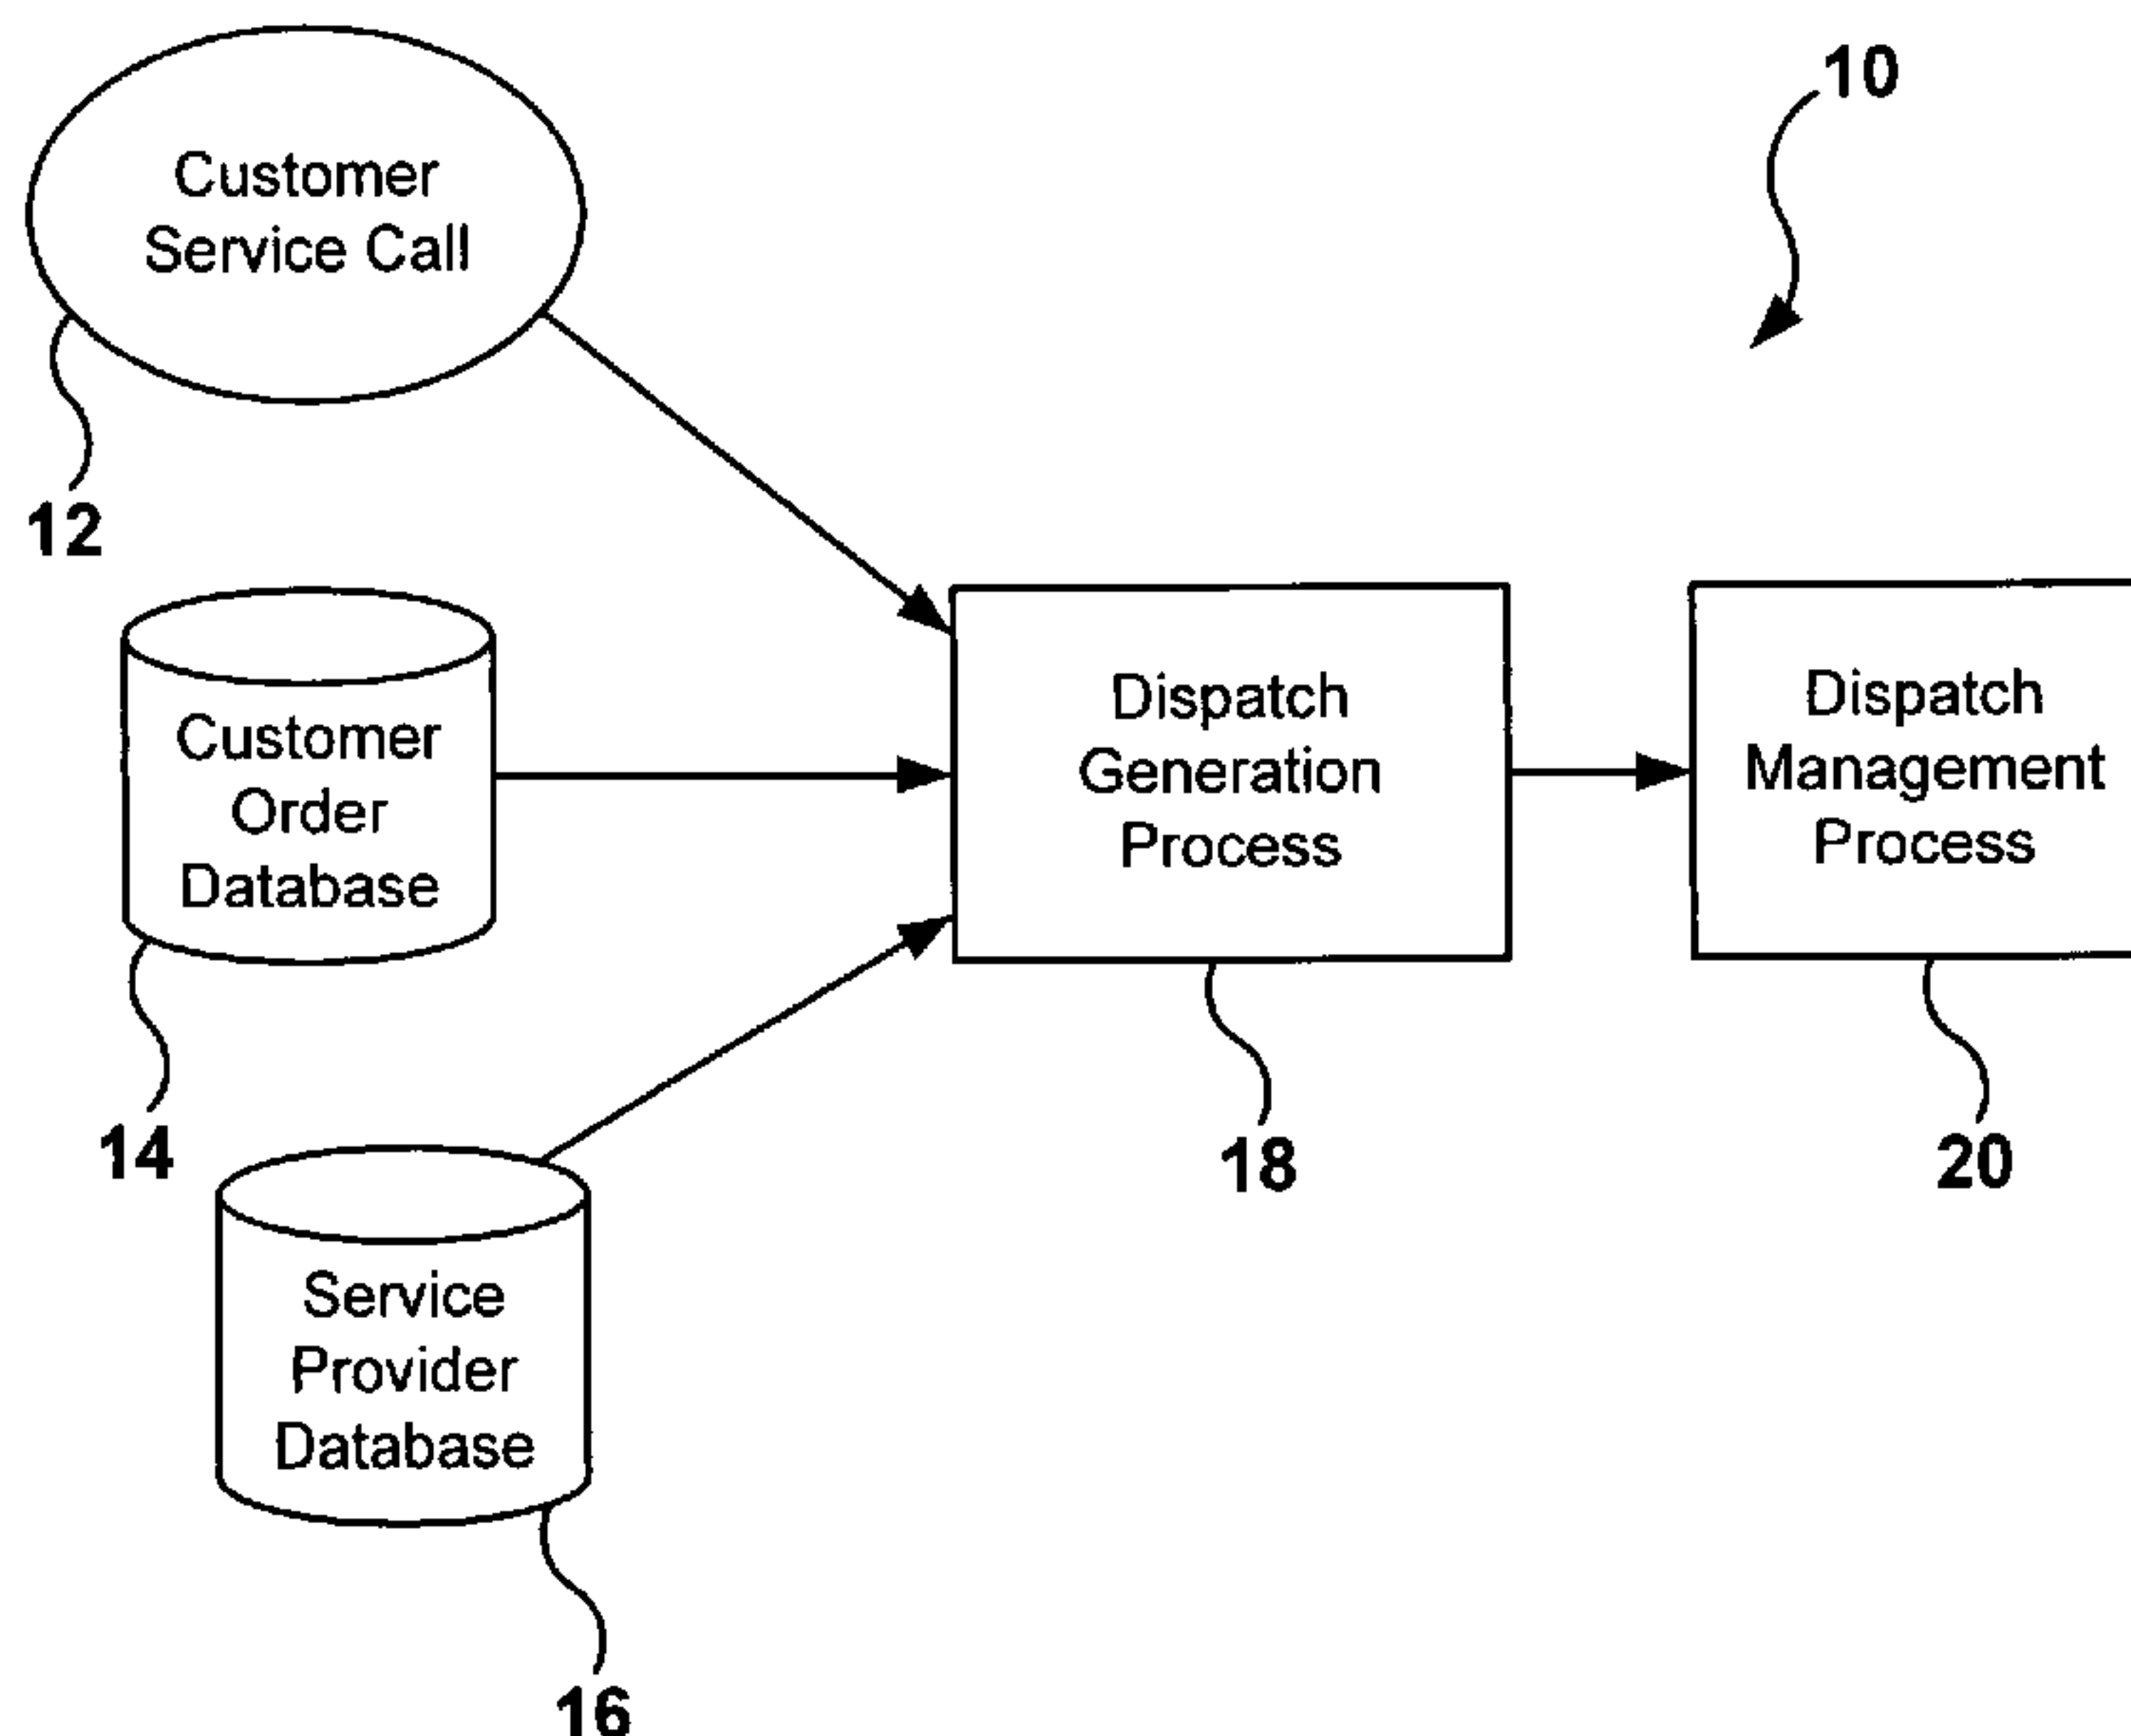 10
Customer
Service Call
12
Customer
Order
Database
14
Dispatch
Generation
Process
18
Dispatch
Management
Process
20
Service
Provider
Database
16